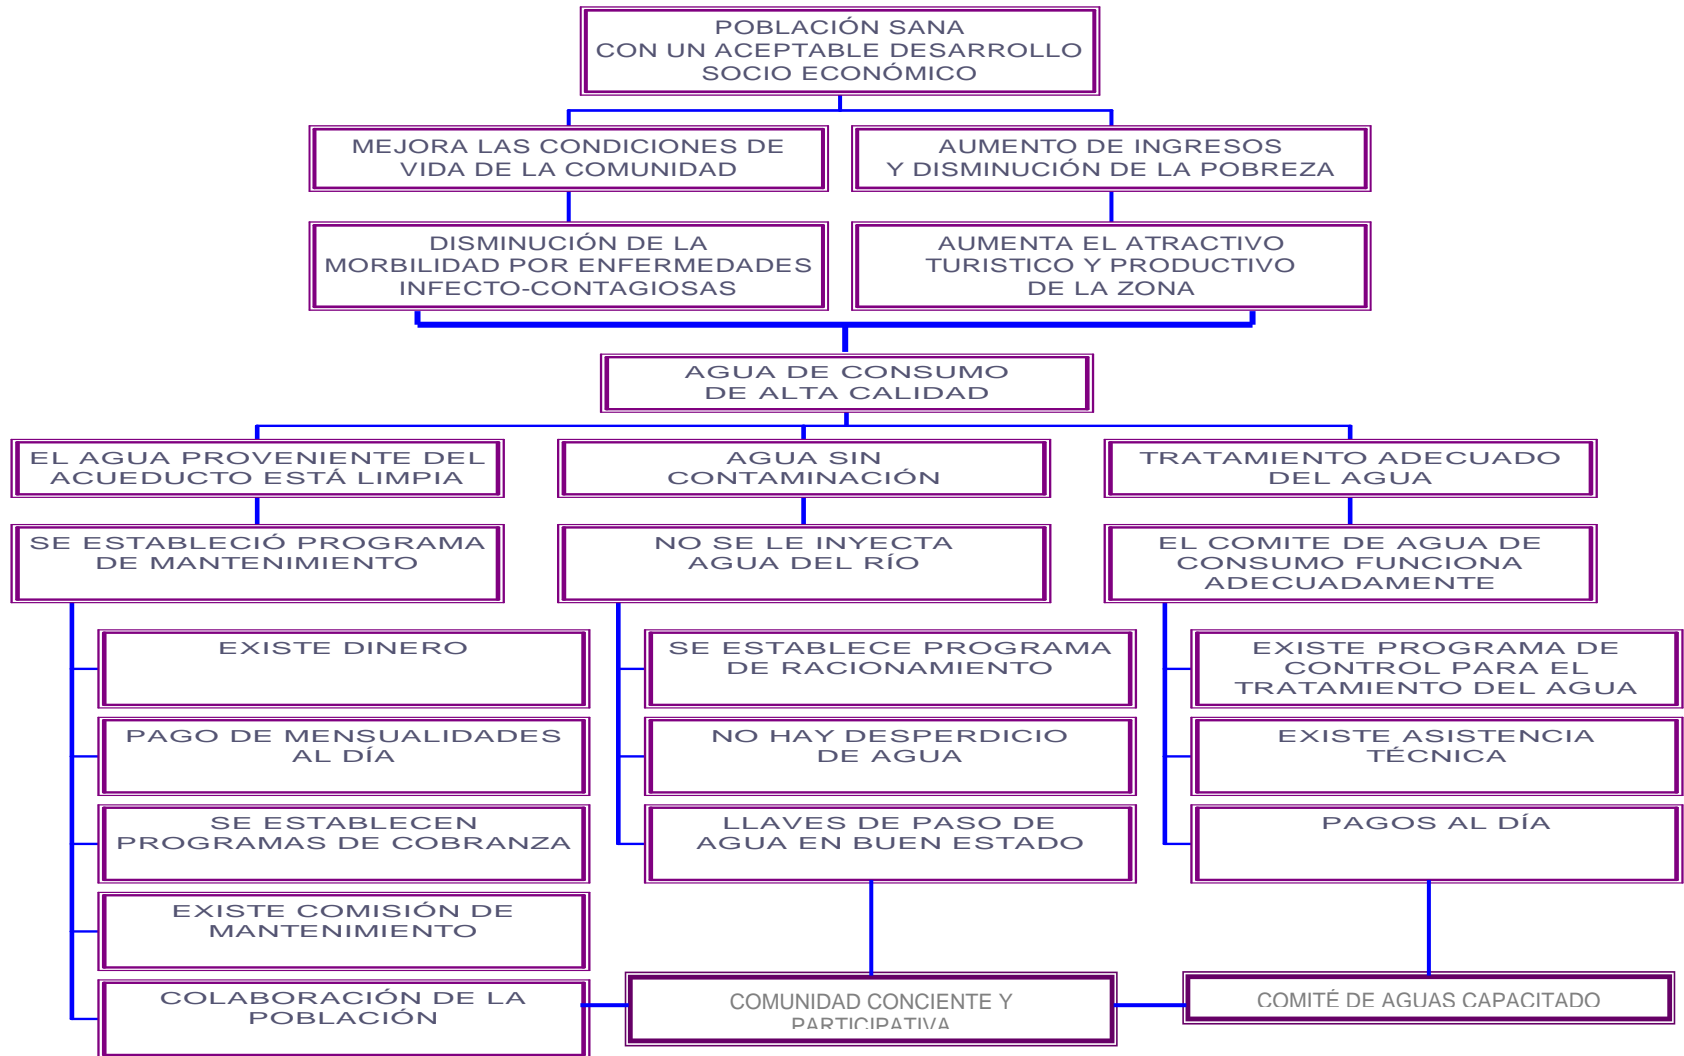 POBLACIÓN SANA
CON UN ACEPTABLE DESARROLLO
SOCIO ECONÓMICO
MEJORA LAS CONDICIONES DE
VIDA DE LA COMUNIDAD
AUMENTO DE INGRESOS
Y DISMINUCIÓN DE LA POBREZA
DISMINUCIÓN DE LA
MORBILIDAD POR ENFERMEDADES
INFECTO-CONTAGIOSAS
AUMENTA EL ATRACTIVO
TURISTICO Y PRODUCTIVO
DE LA ZONA
AGUA DE CONSUMO
DE ALTA CALIDAD
EL AGUA PROVENIENTE DEL
ACUEDUCTO ESTÁ LIMPIA
AGUA SIN
CONTAMINACIÓN
TRATAMIENTO ADECUADO
DEL AGUA
SE ESTABLECIÓ PROGRAMA
DE MANTENIMIENTO
NO SE LE INYECTA
AGUA DEL RÍO
EL COMITE DE AGUA DE
CONSUMO FUNCIONA
ADECUADAMENTE
EXISTE DINERO
SE ESTABLECE PROGRAMA
DE RACIONAMIENTO
EXISTE PROGRAMA DE
CONTROL PARA EL
TRATAMIENTO DEL AGUA
PAGO DE MENSUALIDADES
AL DÍA
NO HAY DESPERDICIO
DE AGUA
EXISTE ASISTENCIA
TÉCNICA
SE ESTABLECEN
PROGRAMAS DE COBRANZA
LLAVES DE PASO DE
AGUA EN BUEN ESTADO
PAGOS AL DÍA
EXISTE COMISIÓN DE
MANTENIMIENTO
COLABORACIÓN DE LA
POBLACIÓN
COMUNIDAD CONCIENTE Y
PARTICIPATIVA
COMITÉ DE AGUAS CAPACITADO